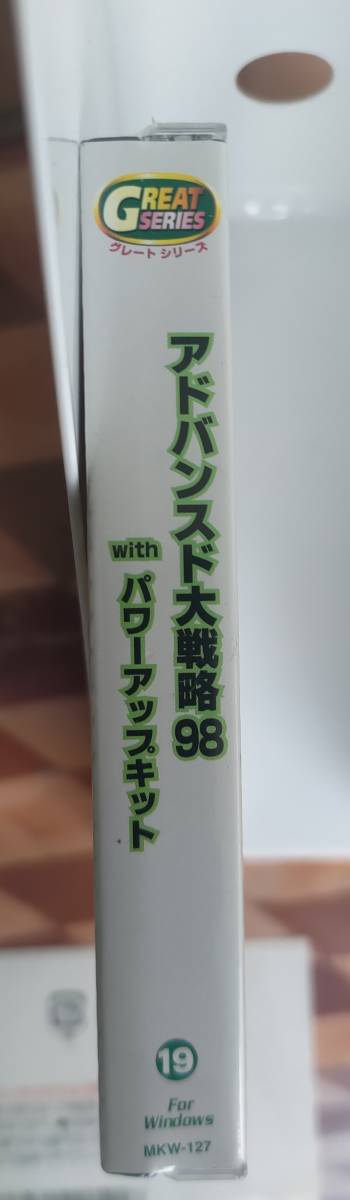 GREAT
SERIES
グレートシリーズ
アドバンスド大戦略98
with パワーアップキット
19
For
Windows
MKW-127